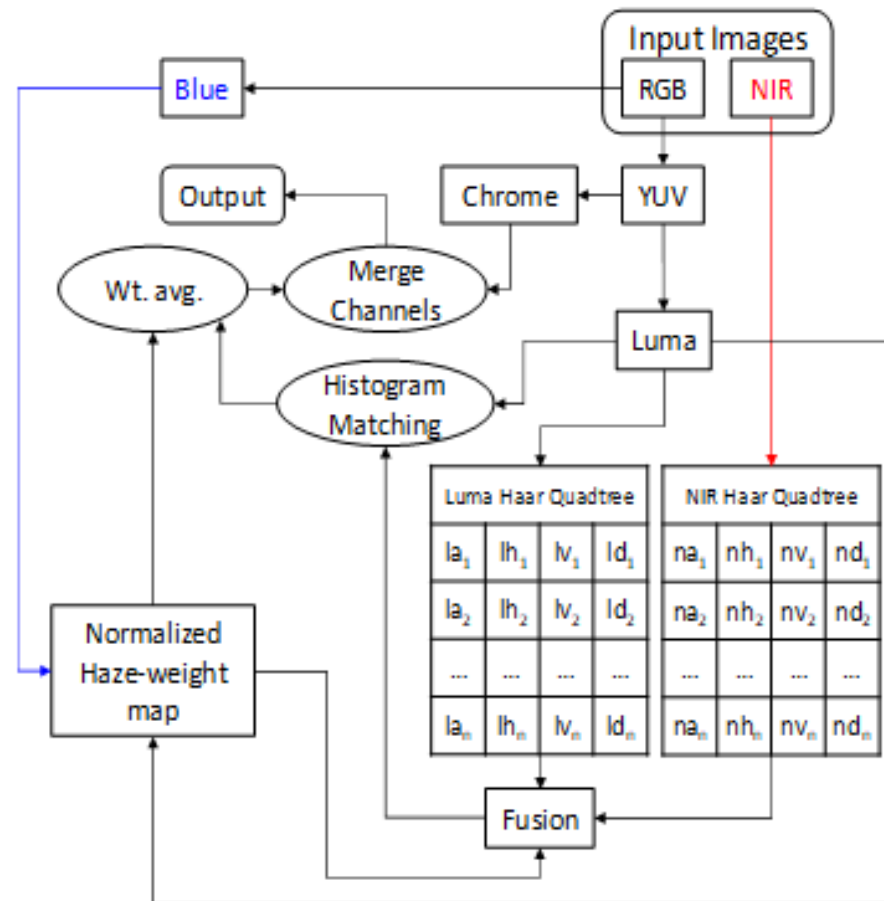 Input Images
Blue
RGB
NIR
Output
Chrome
YUV
Wt. avg.
Merge
Channels
Luma
Histogram
Matching
Luma Haar Quadtree
NIR Haar Quadtree
la₁ lh₁ lv₁ ld₁
na₁ nh₁ nv₁ nd₁
la₂ lh₂ lv₂ ld₂
na₂ nh₂ nv₂ nd₂
... ... ... ...
... ... ... ...
laₙ lhₙ lvₙ ldₙ
naₙ nhₙ nvₙ ndₙ
Normalized
Haze-weight
map
Fusion